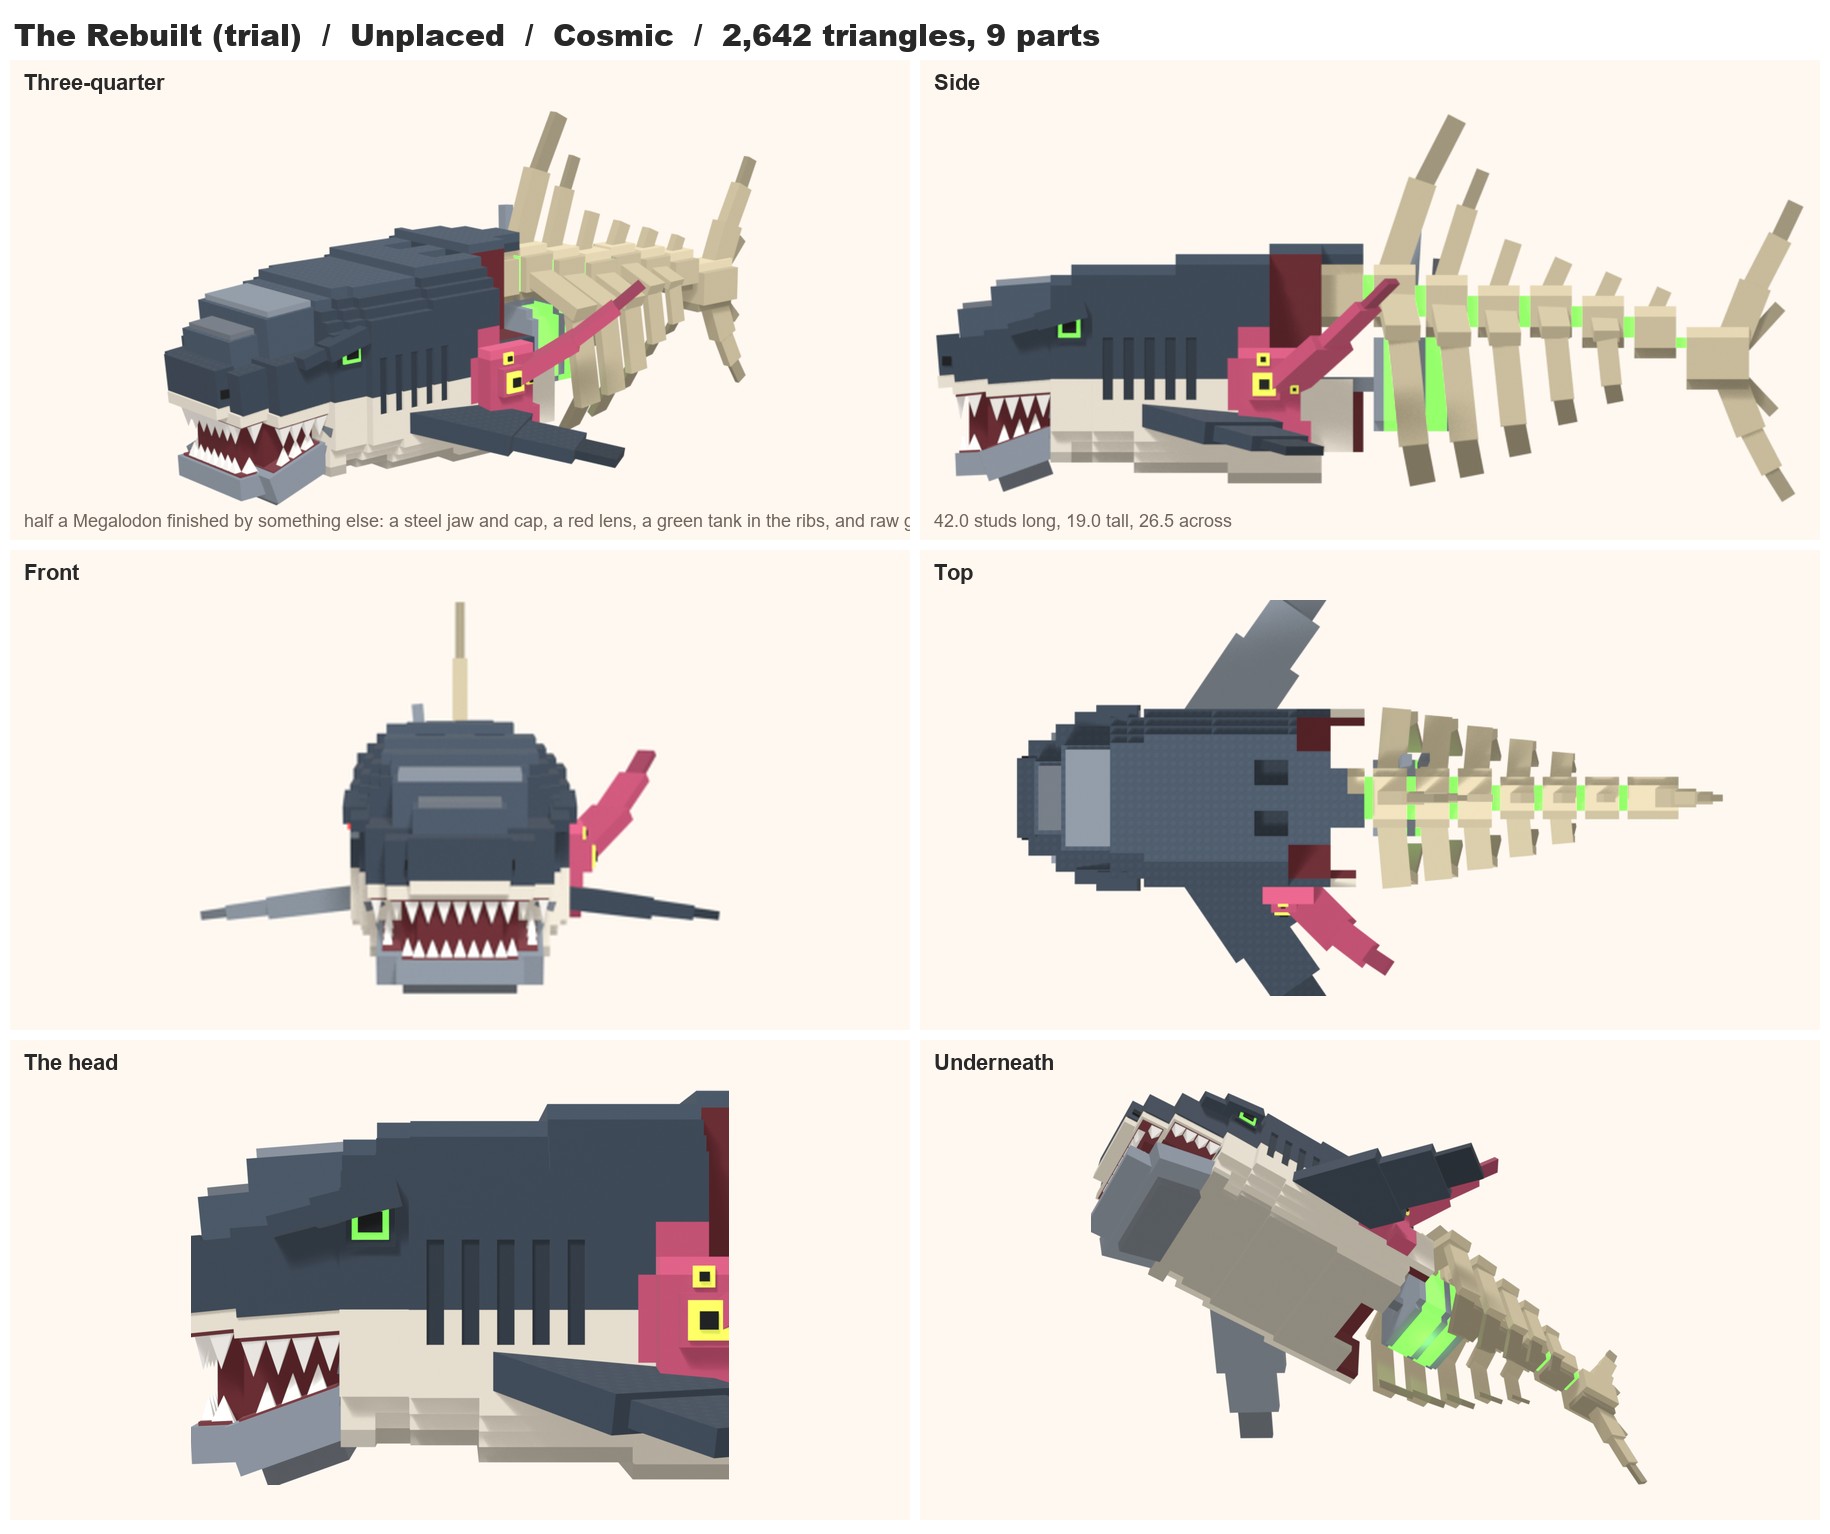 The Rebuilt (trial) / Unplaced / Cosmic / 2,642 triangles, 9 parts
Three-quarter
Side
half a Megalodon finished by something else: a steel jaw and cap, a red lens, a green tank in the ribs, and raw
42.0 studs long, 19.0 tall, 26.5 across
Front
Top
The head
Underneath